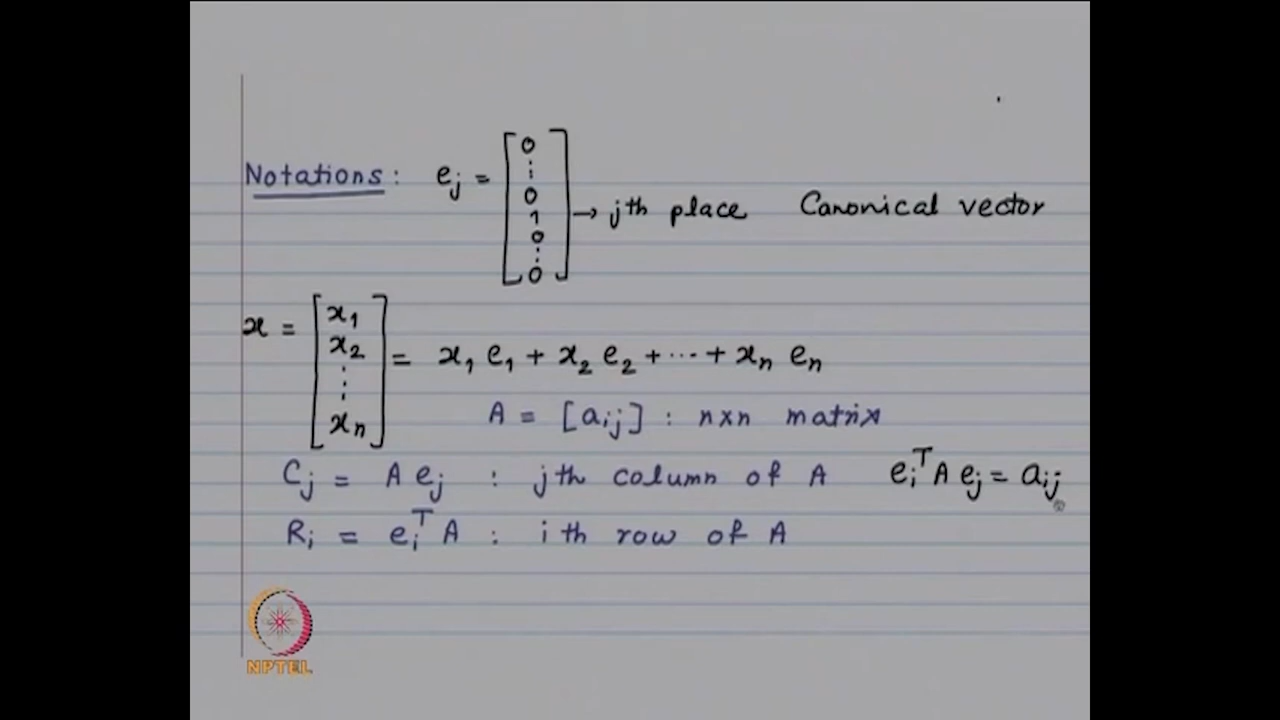 Notations : e_j = [0 ⋮ 0 1 0 ⋮ 0] → jth place Canonical vector
x = [x_1 x_2 ⋮ x_n] = x_1 e_1 + x_2 e_2 + ⋯ + x_n e_n
A = [a_ij] : n×n matrix
C_j = A e_j : jth column of A e_i^T A e_j = a_ij
R_i = e_i^T A : i th row of A
NPTEL